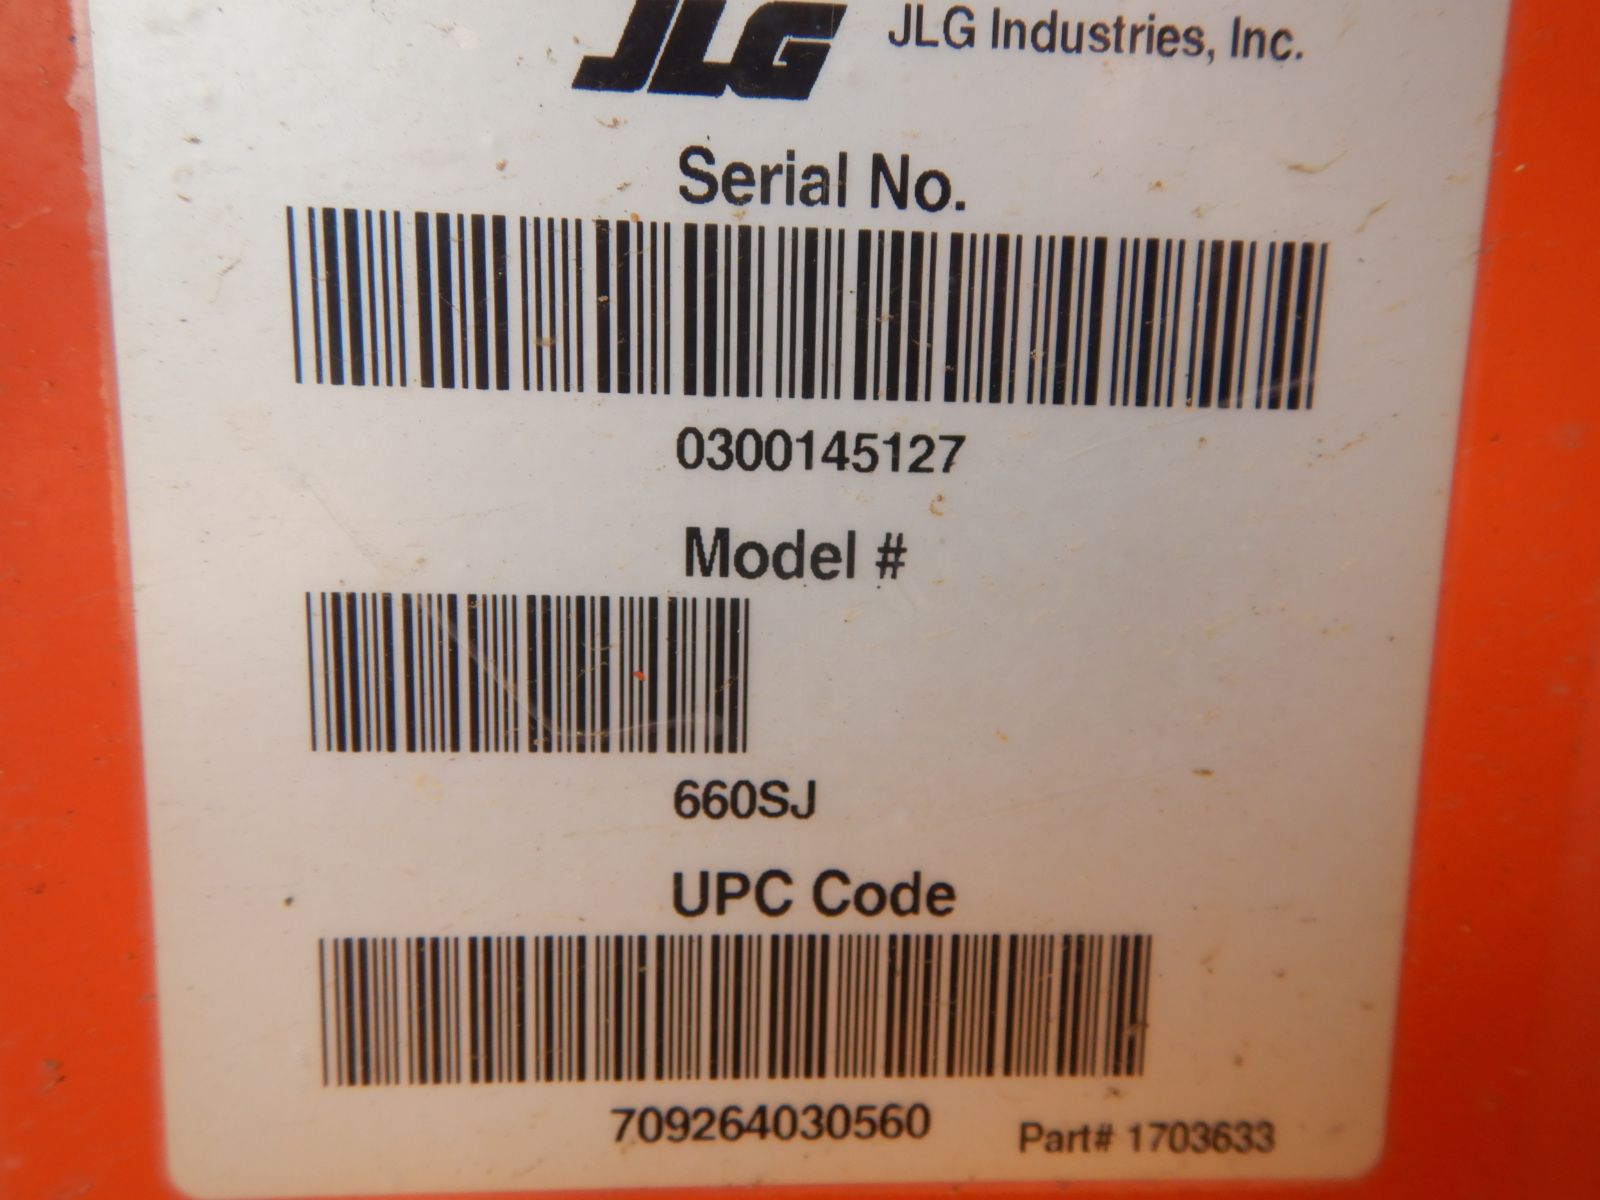 JLG JLG Industries, Inc.
Serial No.
0300145127
Model #
660SJ
UPC Code
709264030560 Part# 1703633